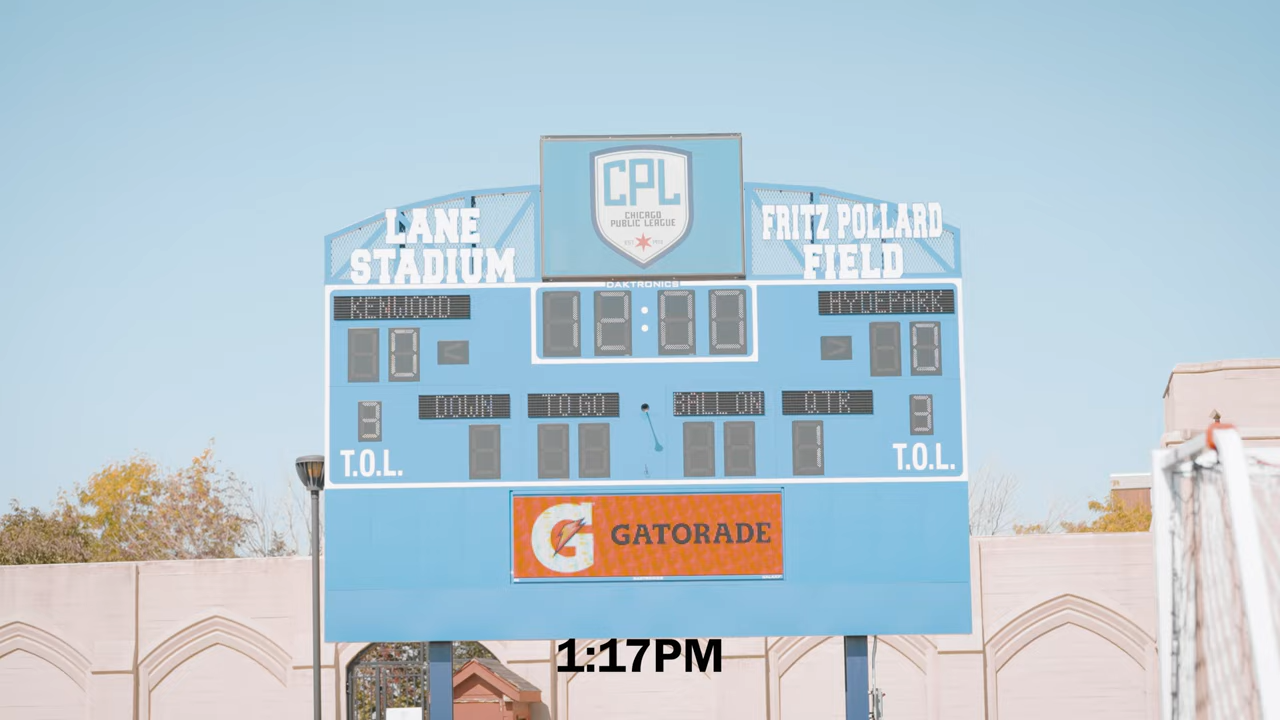 CPL
CHICAGO
PUBLIC LEAGUE
LANE
STADIUM
FRITZ POLLARD
FIELD
DAKTRONICS
KENWOOD
12:00
HYDEPARK
0 <
> 0
3
DOWN
TO GO
BALL ON
QTR
3
1
T.O.L.
T.O.L.
G GATORADE
1:17PM